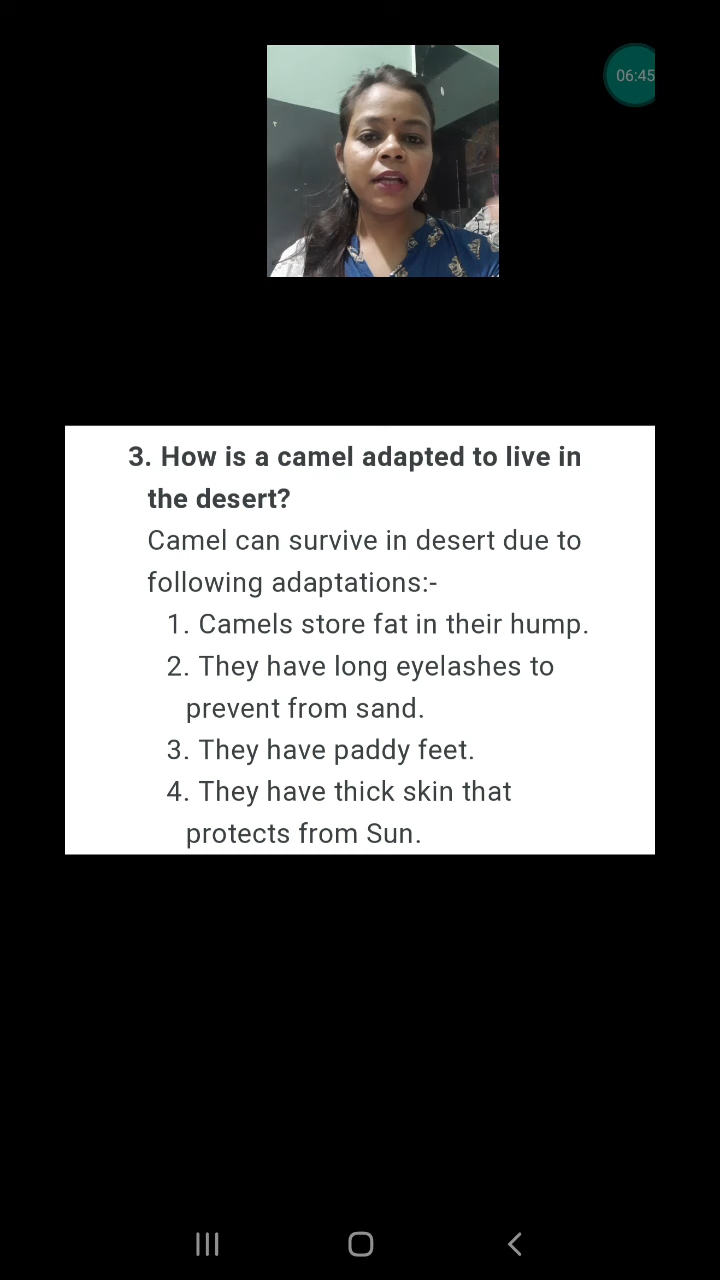 06:45
3. How is a camel adapted to live in
the desert?
Camel can survive in desert due to
following adaptations:-
1. Camels store fat in their hump.
2. They have long eyelashes to
prevent from sand.
3. They have paddy feet.
4. They have thick skin that
protects from Sun.